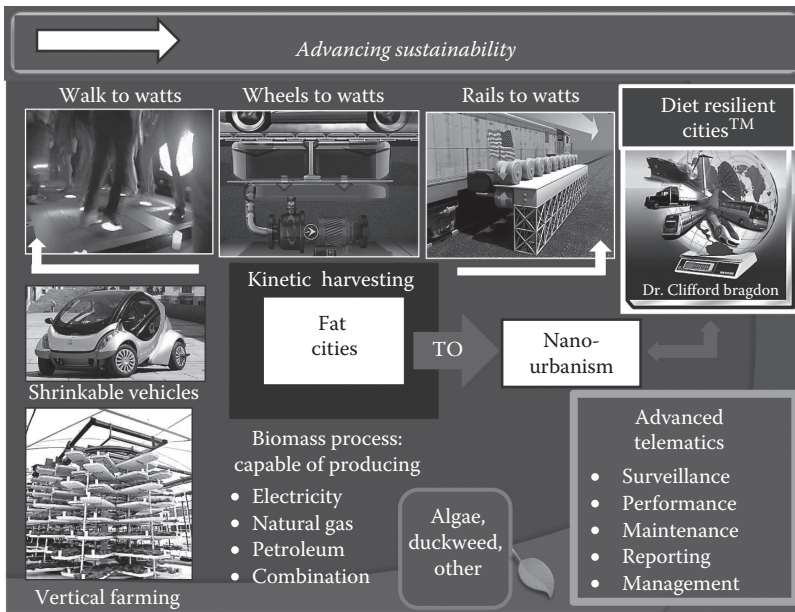 Advancing sustainability
Walk to watts
Wheels to watts
Rails to watts
Diet resilient
cities™
Dr. Clifford bragdon
Kinetic harvesting
Fat
cities
TO
Nano-
urbanism
Shrinkable vehicles
Vertical farming
Biomass process:
capable of producing
• Electricity
• Natural gas
• Petroleum
• Combination
Algae,
duckweed,
other
Advanced
telematics
• Surveillance
• Performance
• Maintenance
• Reporting
• Management